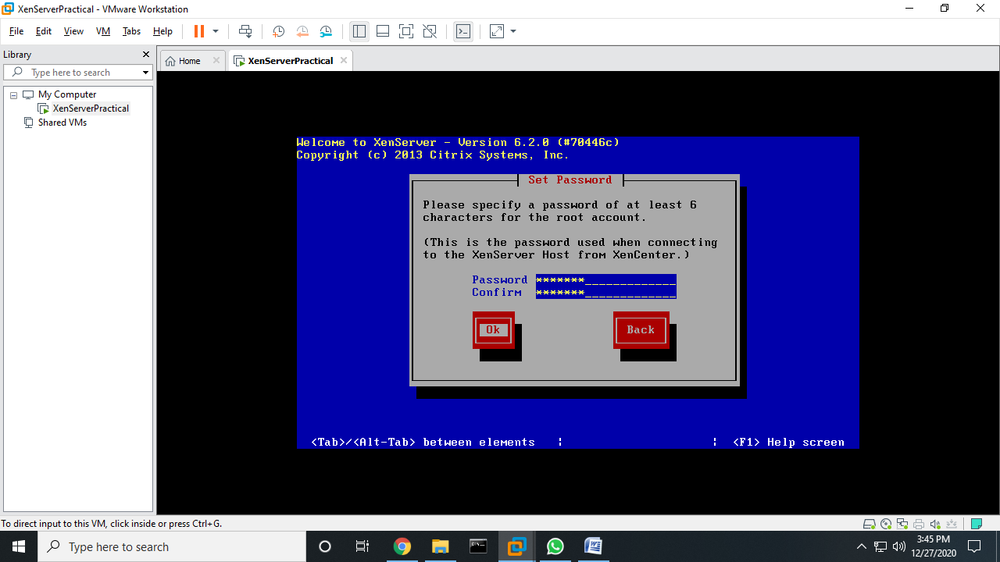 XenServerPractical - VMware Workstation
File Edit View VM Tabs Help
Library
Type here to search
My Computer
XenServerPractical
Shared VMs
Home
XenServerPractical
Welcome to XenServer - Version 6.2.0 (#70446c)
Copyright (c) 2013 Citrix Systems, Inc.
Set Password
Please specify a password of at least 6
characters for the root account.
(This is the password used when connecting
to the XenServer Host from XenCenter.)
Password *******_____________
Confirm *******_____________
Ok Back
<Tab>/<Alt-Tab> between elements | | <F1> Help screen
To direct input to this VM, click inside or press Ctrl+G.
Type here to search
3:45 PM
12/27/2020